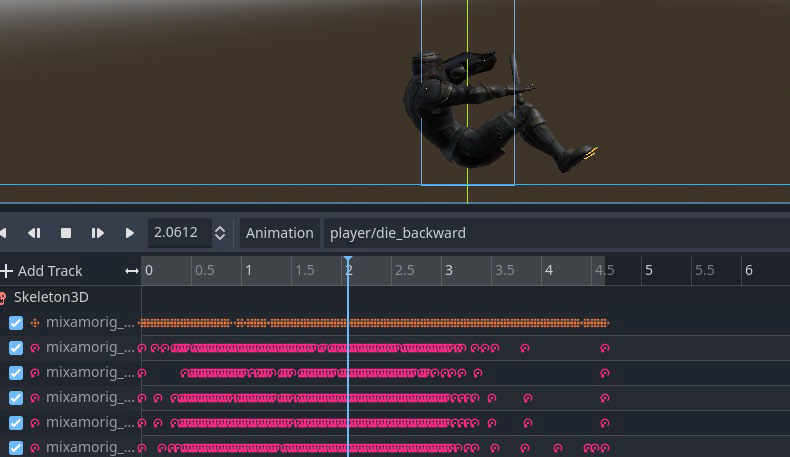 2.0612 Animation player/die_backward
Add Track 0 0.5 1 1.5 2 2.5 3 3.5 4 4.5 5 5.5 6
Skeleton3D
mixamorig_...
mixamorig_...
mixamorig_...
mixamorig_...
mixamorig_...
mixamorig_...